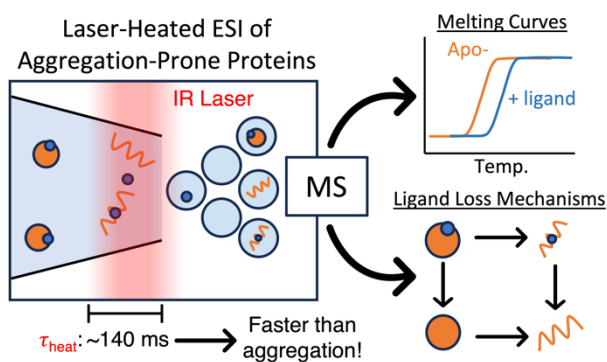 Laser-Heated ESI of
Aggregation-Prone Proteins
IR Laser
MS
τheat:~140 ms
Faster than
aggregation!
Melting Curves
Apo-
+ ligand
Temp.
Ligand Loss Mechanisms